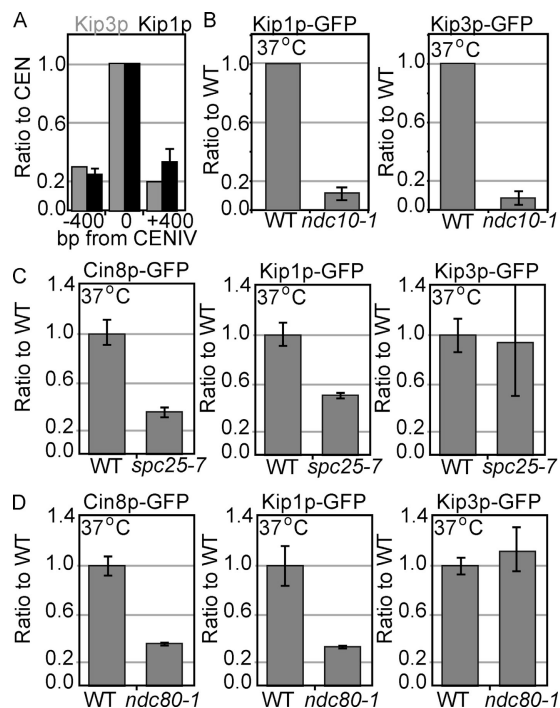 A
Kip3p Kip1p
Ratio to CEN
1.0
0.6
0.2
0.0
-400 0 +400
bp from CENIV
B
Kip1p-GFP
37°C
Ratio to WT
1.0
0.6
0.2
0.0
WT ndc10-1
Kip3p-GFP
37°C
Ratio to WT
1.0
0.6
0.2
0.0
WT ndc10-1
C
Cin8p-GFP
37°C
Ratio to WT
1.4
1.0
0.6
0.2
0.0
WT spc25-7
Kip1p-GFP
37°C
Ratio to WT
1.4
1.0
0.6
0.2
0.0
WT spc25-7
Kip3p-GFP
37°C
Ratio to WT
1.4
1.0
0.6
0.2
0.0
WT spc25-7
D
Cin8p-GFP
37°C
Ratio to WT
1.4
1.0
0.6
0.2
0.0
WT ndc80-1
Kip1p-GFP
37°C
Ratio to WT
1.4
1.0
0.6
0.2
0.0
WT ndc80-1
Kip3p-GFP
37°C
Ratio to WT
1.4
1.0
0.6
0.2
0.0
WT ndc80-1